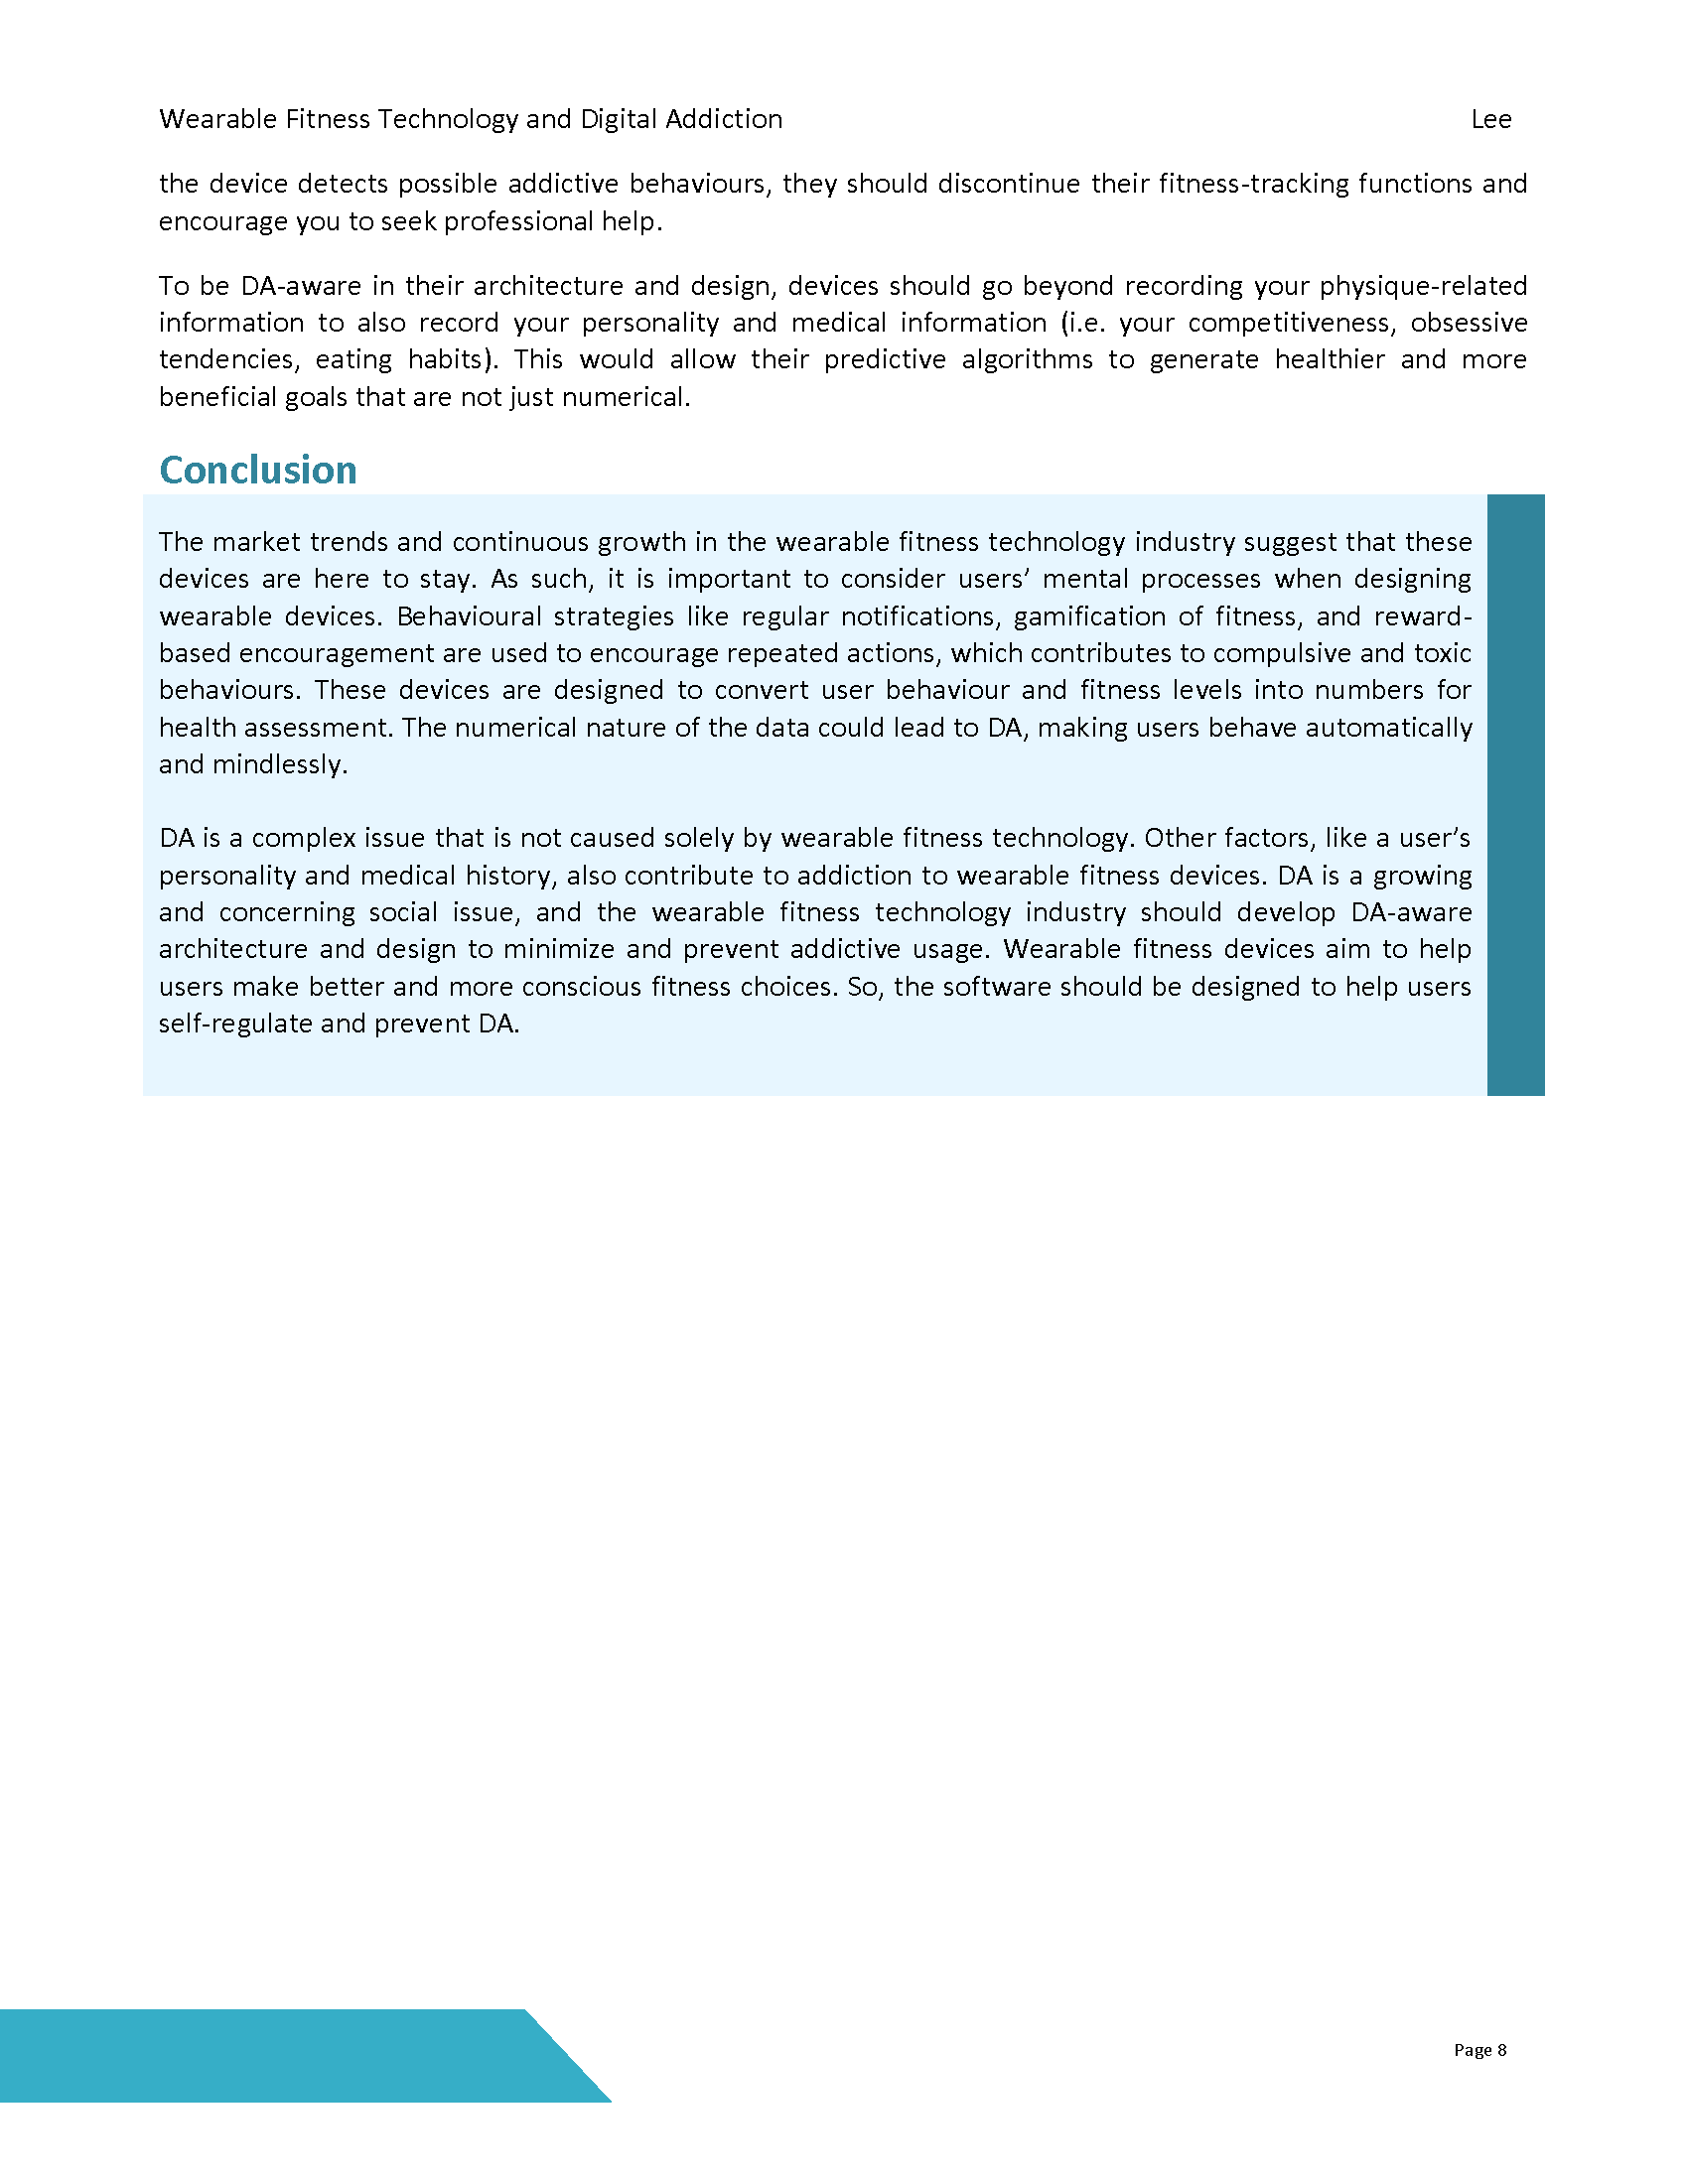 Wearable Fitness Technology and Digital Addiction Lee
the device detects possible addictive behaviours, they should discontinue their fitness-tracking functions and
encourage you to seek professional help.
To be DA-aware in their architecture and design, devices should go beyond recording your physique-related
information to also record your personality and medical information (i.e. your competitiveness, obsessive
tendencies, eating habits). This would allow their predictive algorithms to generate healthier and more
beneficial goals that are not just numerical.
Conclusion
The market trends and continuous growth in the wearable fitness technology industry suggest that these
devices are here to stay. As such, it is important to consider users’ mental processes when designing
wearable devices. Behavioural strategies like regular notifications, gamification of fitness, and reward-
based encouragement are used to encourage repeated actions, which contributes to compulsive and toxic
behaviours. These devices are designed to convert user behaviour and fitness levels into numbers for
health assessment. The numerical nature of the data could lead to DA, making users behave automatically
and mindlessly.
DA is a complex issue that is not caused solely by wearable fitness technology. Other factors, like a user’s
personality and medical history, also contribute to addiction to wearable fitness devices. DA is a growing
and concerning social issue, and the wearable fitness technology industry should develop DA-aware
architecture and design to minimize and prevent addictive usage. Wearable fitness devices aim to help
users make better and more conscious fitness choices. So, the software should be designed to help users
self-regulate and prevent DA.
Page 8